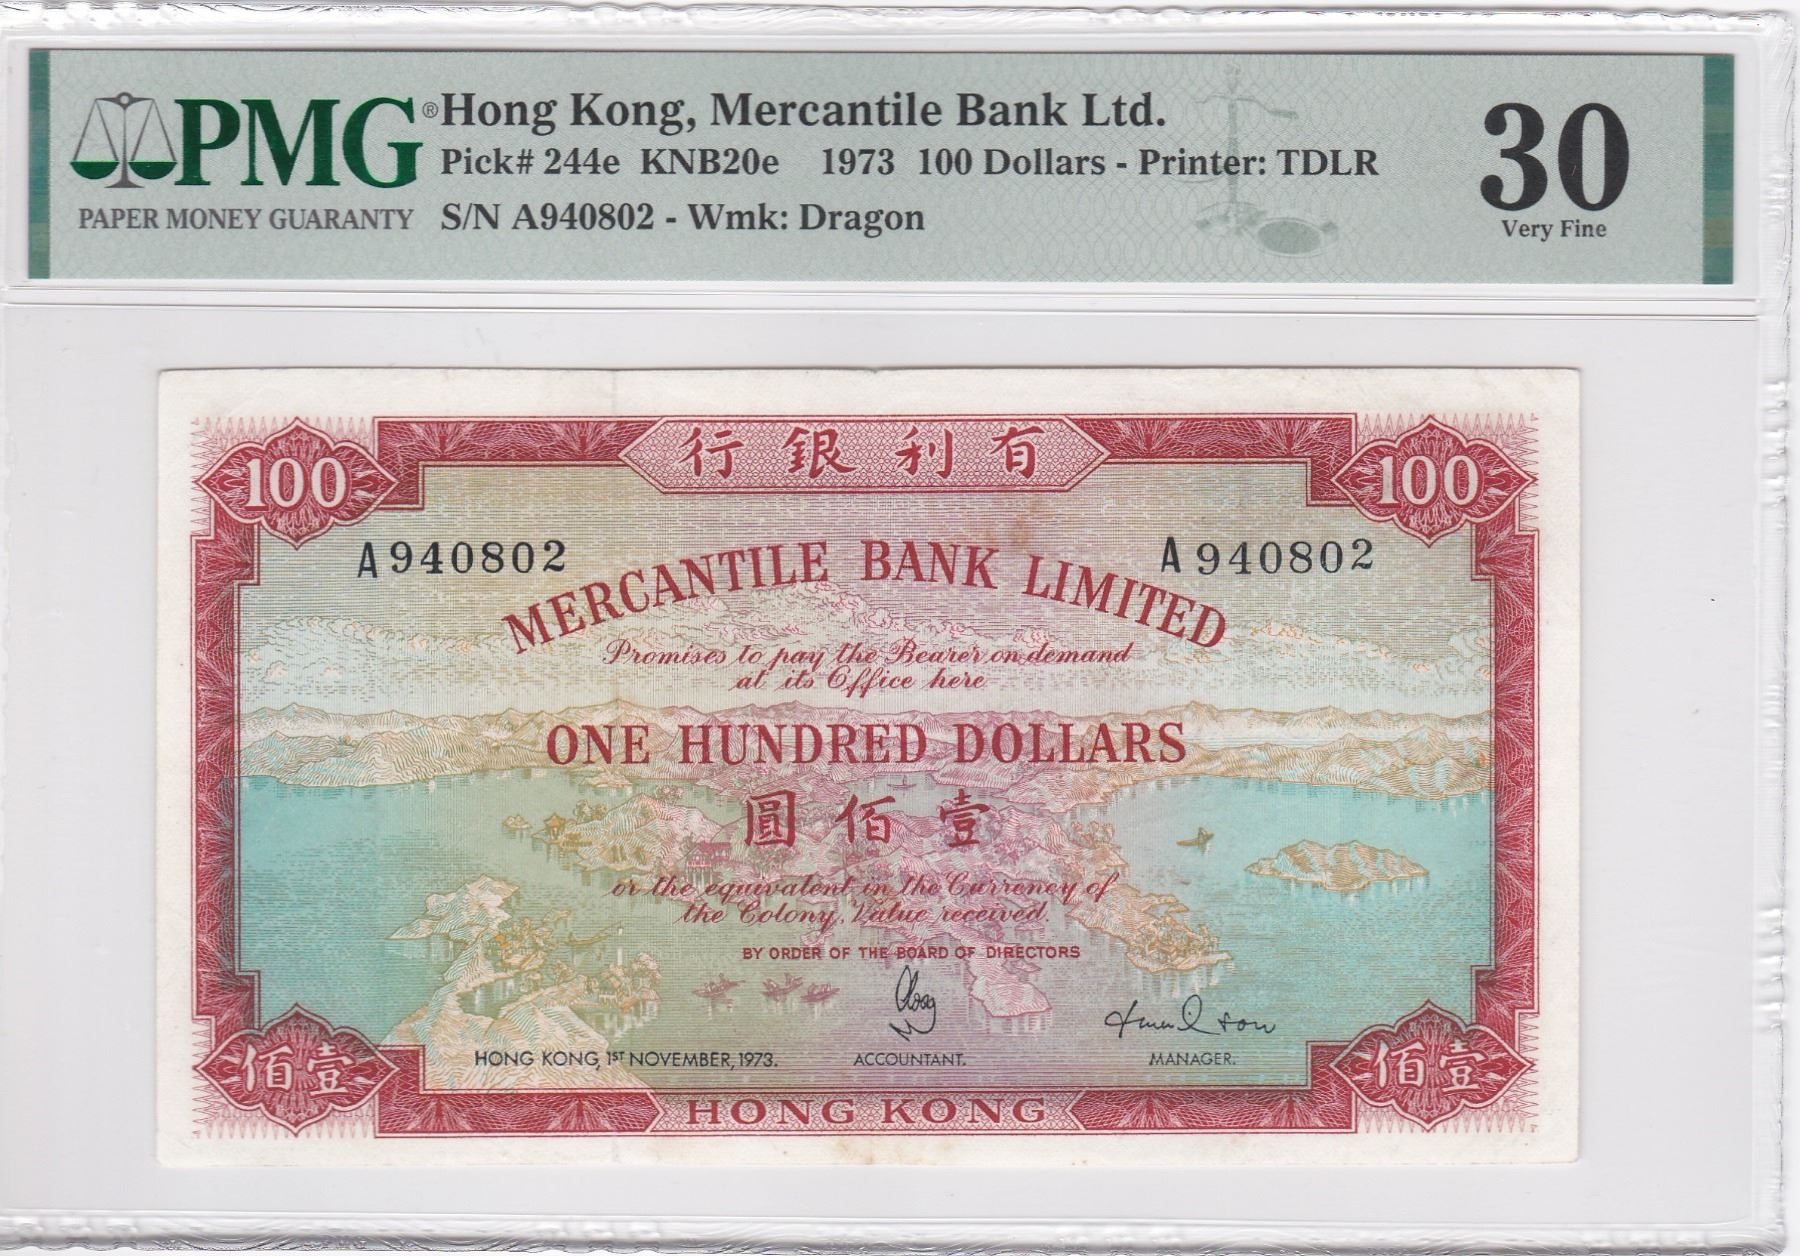 PMG® Hong Kong, Mercantile Bank Ltd.
Pick# 244e KNB20e 1973 100 Dollars - Printer: TDLR
PAPER MONEY GUARANTY
S/N A940802 - Wmk: Dragon
30
Very Fine
行銀利有
100
100
A940802
A940802
MERCANTILE BANK LIMITED
Promises to pay the Bearer on demand
at its Office here
ONE HUNDRED DOLLARS
圓佰壹
or the equivalent in the Currency of
the Colony, Value received.
BY ORDER OF THE BOARD OF DIRECTORS
HONG KONG, 1ST NOVEMBER, 1973.
ACCOUNTANT.
MANAGER.
佰壹
佰壹
HONG KONG